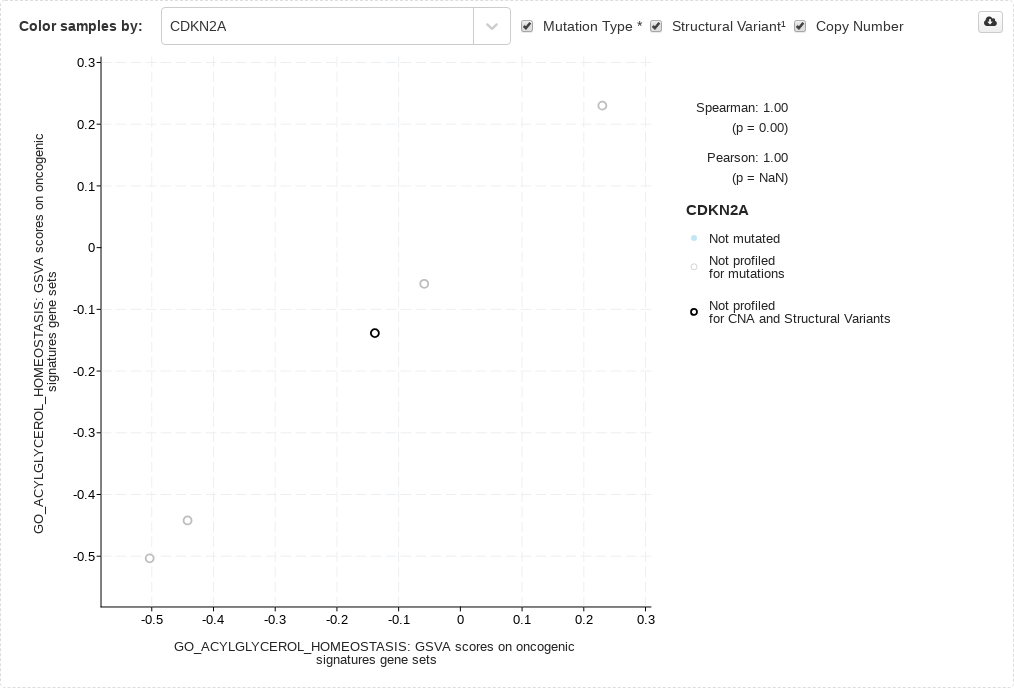 Color samples by: CDKN2A Mutation Type * Structural Variant¹ Copy Number
0.3
0.2
0.1
0
-0.1
-0.2
-0.3
-0.4
-0.5
GO_ACYLGLYCEROL_HOMEOSTASIS: GSVA scores on oncogenic
signatures gene sets
-0.5 -0.4 -0.3 -0.2 -0.1 0 0.1 0.2 0.3
GO_ACYLGLYCEROL_HOMEOSTASIS: GSVA scores on oncogenic
signatures gene sets
Spearman: 1.00
(p = 0.00)
Pearson: 1.00
(p = NaN)
CDKN2A
Not mutated
Not profiled
for mutations
Not profiled
for CNA and Structural Variants